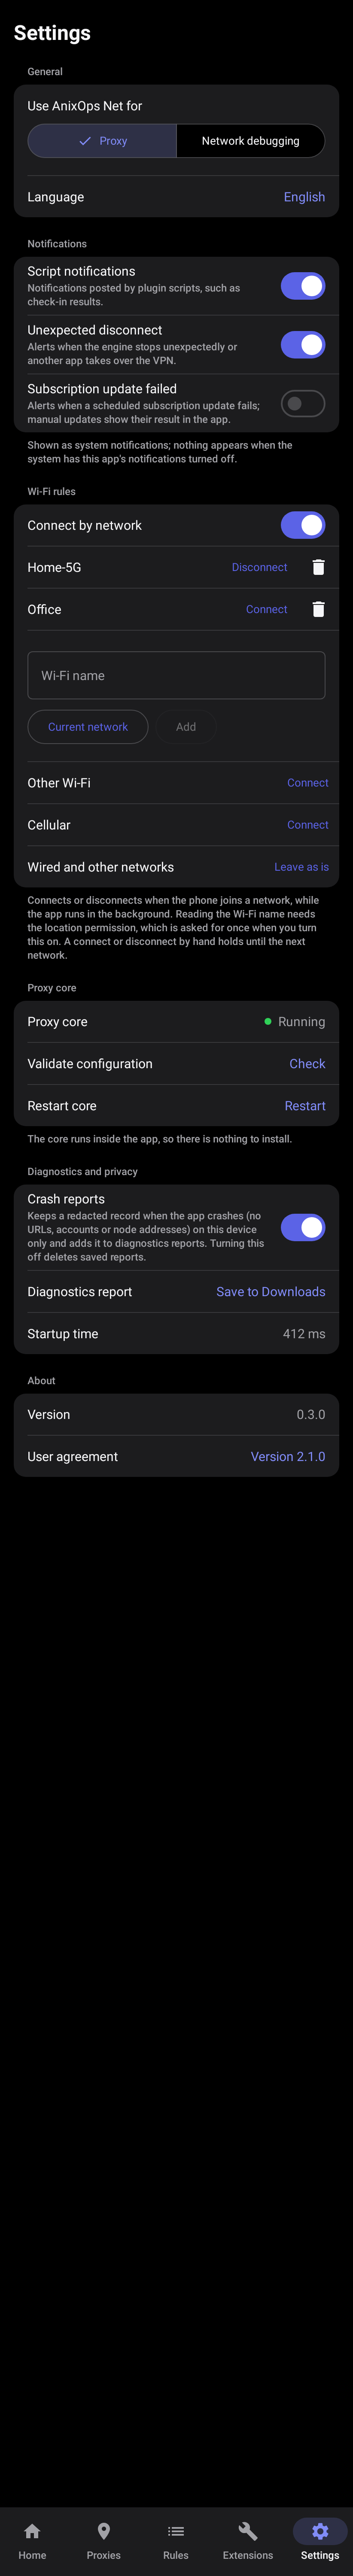 Settings
General
Use AnixOps Net for
Proxy
Network debugging
Language
English
Notifications
Script notifications
Notifications posted by plugin scripts, such as
check-in results.
Unexpected disconnect
Alerts when the engine stops unexpectedly or
another app takes over the VPN.
Subscription update failed
Alerts when a scheduled subscription update fails;
manual updates show their result in the app.
Shown as system notifications; nothing appears when the
system has this app's notifications turned off.
Wi-Fi rules
Connect by network
Home-5G
Disconnect
Office
Connect
Wi-Fi name
Current network
Add
Other Wi-Fi
Connect
Cellular
Connect
Wired and other networks
Leave as is
Connects or disconnects when the phone joins a network, while
the app runs in the background. Reading the Wi-Fi name needs
the location permission, which is asked for once when you turn
this on. A connect or disconnect by hand holds until the next
network.
Proxy core
Proxy core
Running
Validate configuration
Check
Restart core
Restart
The core runs inside the app, so there is nothing to install.
Diagnostics and privacy
Crash reports
Keeps a redacted record when the app crashes (no
URLs, accounts or node addresses) on this device
only and adds it to diagnostics reports. Turning this
off deletes saved reports.
Diagnostics report
Save to Downloads
Startup time
412 ms
About
Version
0.3.0
User agreement
Version 2.1.0
Home
Proxies
Rules
Extensions
Settings